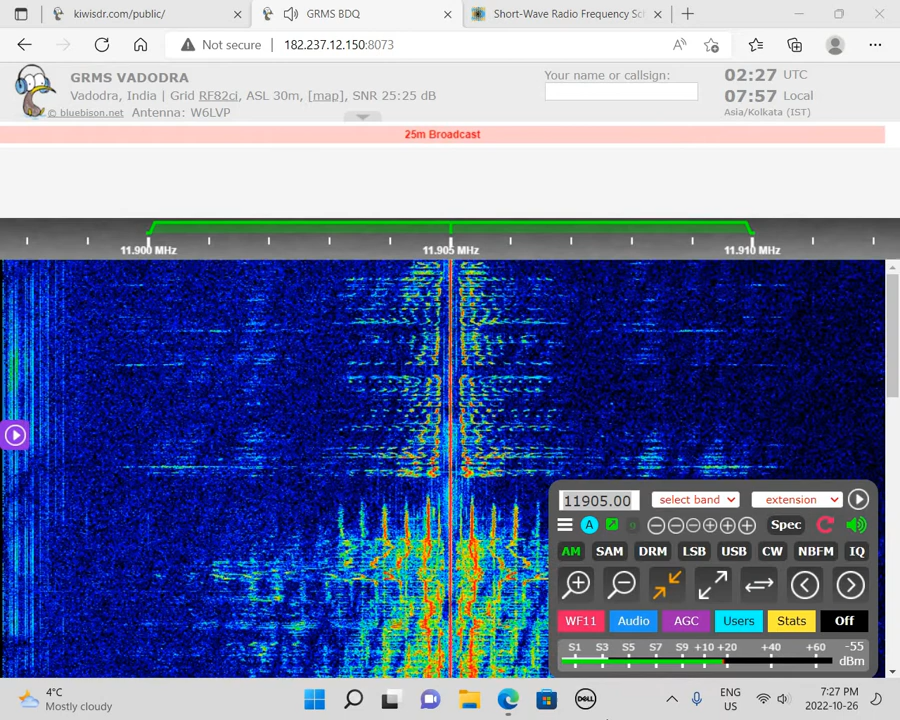 kiwisdr.com/public/
GRMS BDQ
Short-Wave Radio Frequency Sc
Not secure | 182.237.12.150:8073
GRMS VADODRA
Vadodra, India | Grid RF82ci, ASL 30m, [map], SNR 25:25 dB
© bluebison.net Antenna: W6LVP
Your name or callsign:
02:27 UTC
07:57 Local
Asia/Kolkata (IST)
25m Broadcast
11.900 MHz 11.905 MHz 11.910 MHz
11905.00 select band extension
A Spec
AM SAM DRM LSB USB CW NBFM IQ
WF11 Audio AGC Users Stats Off
S1 S3 S5 S7 S9 +10 +20 +40 +60 -55 dBm
4°C
Mostly cloudy
DELL
ENG
US
7:27 PM
2022-10-26